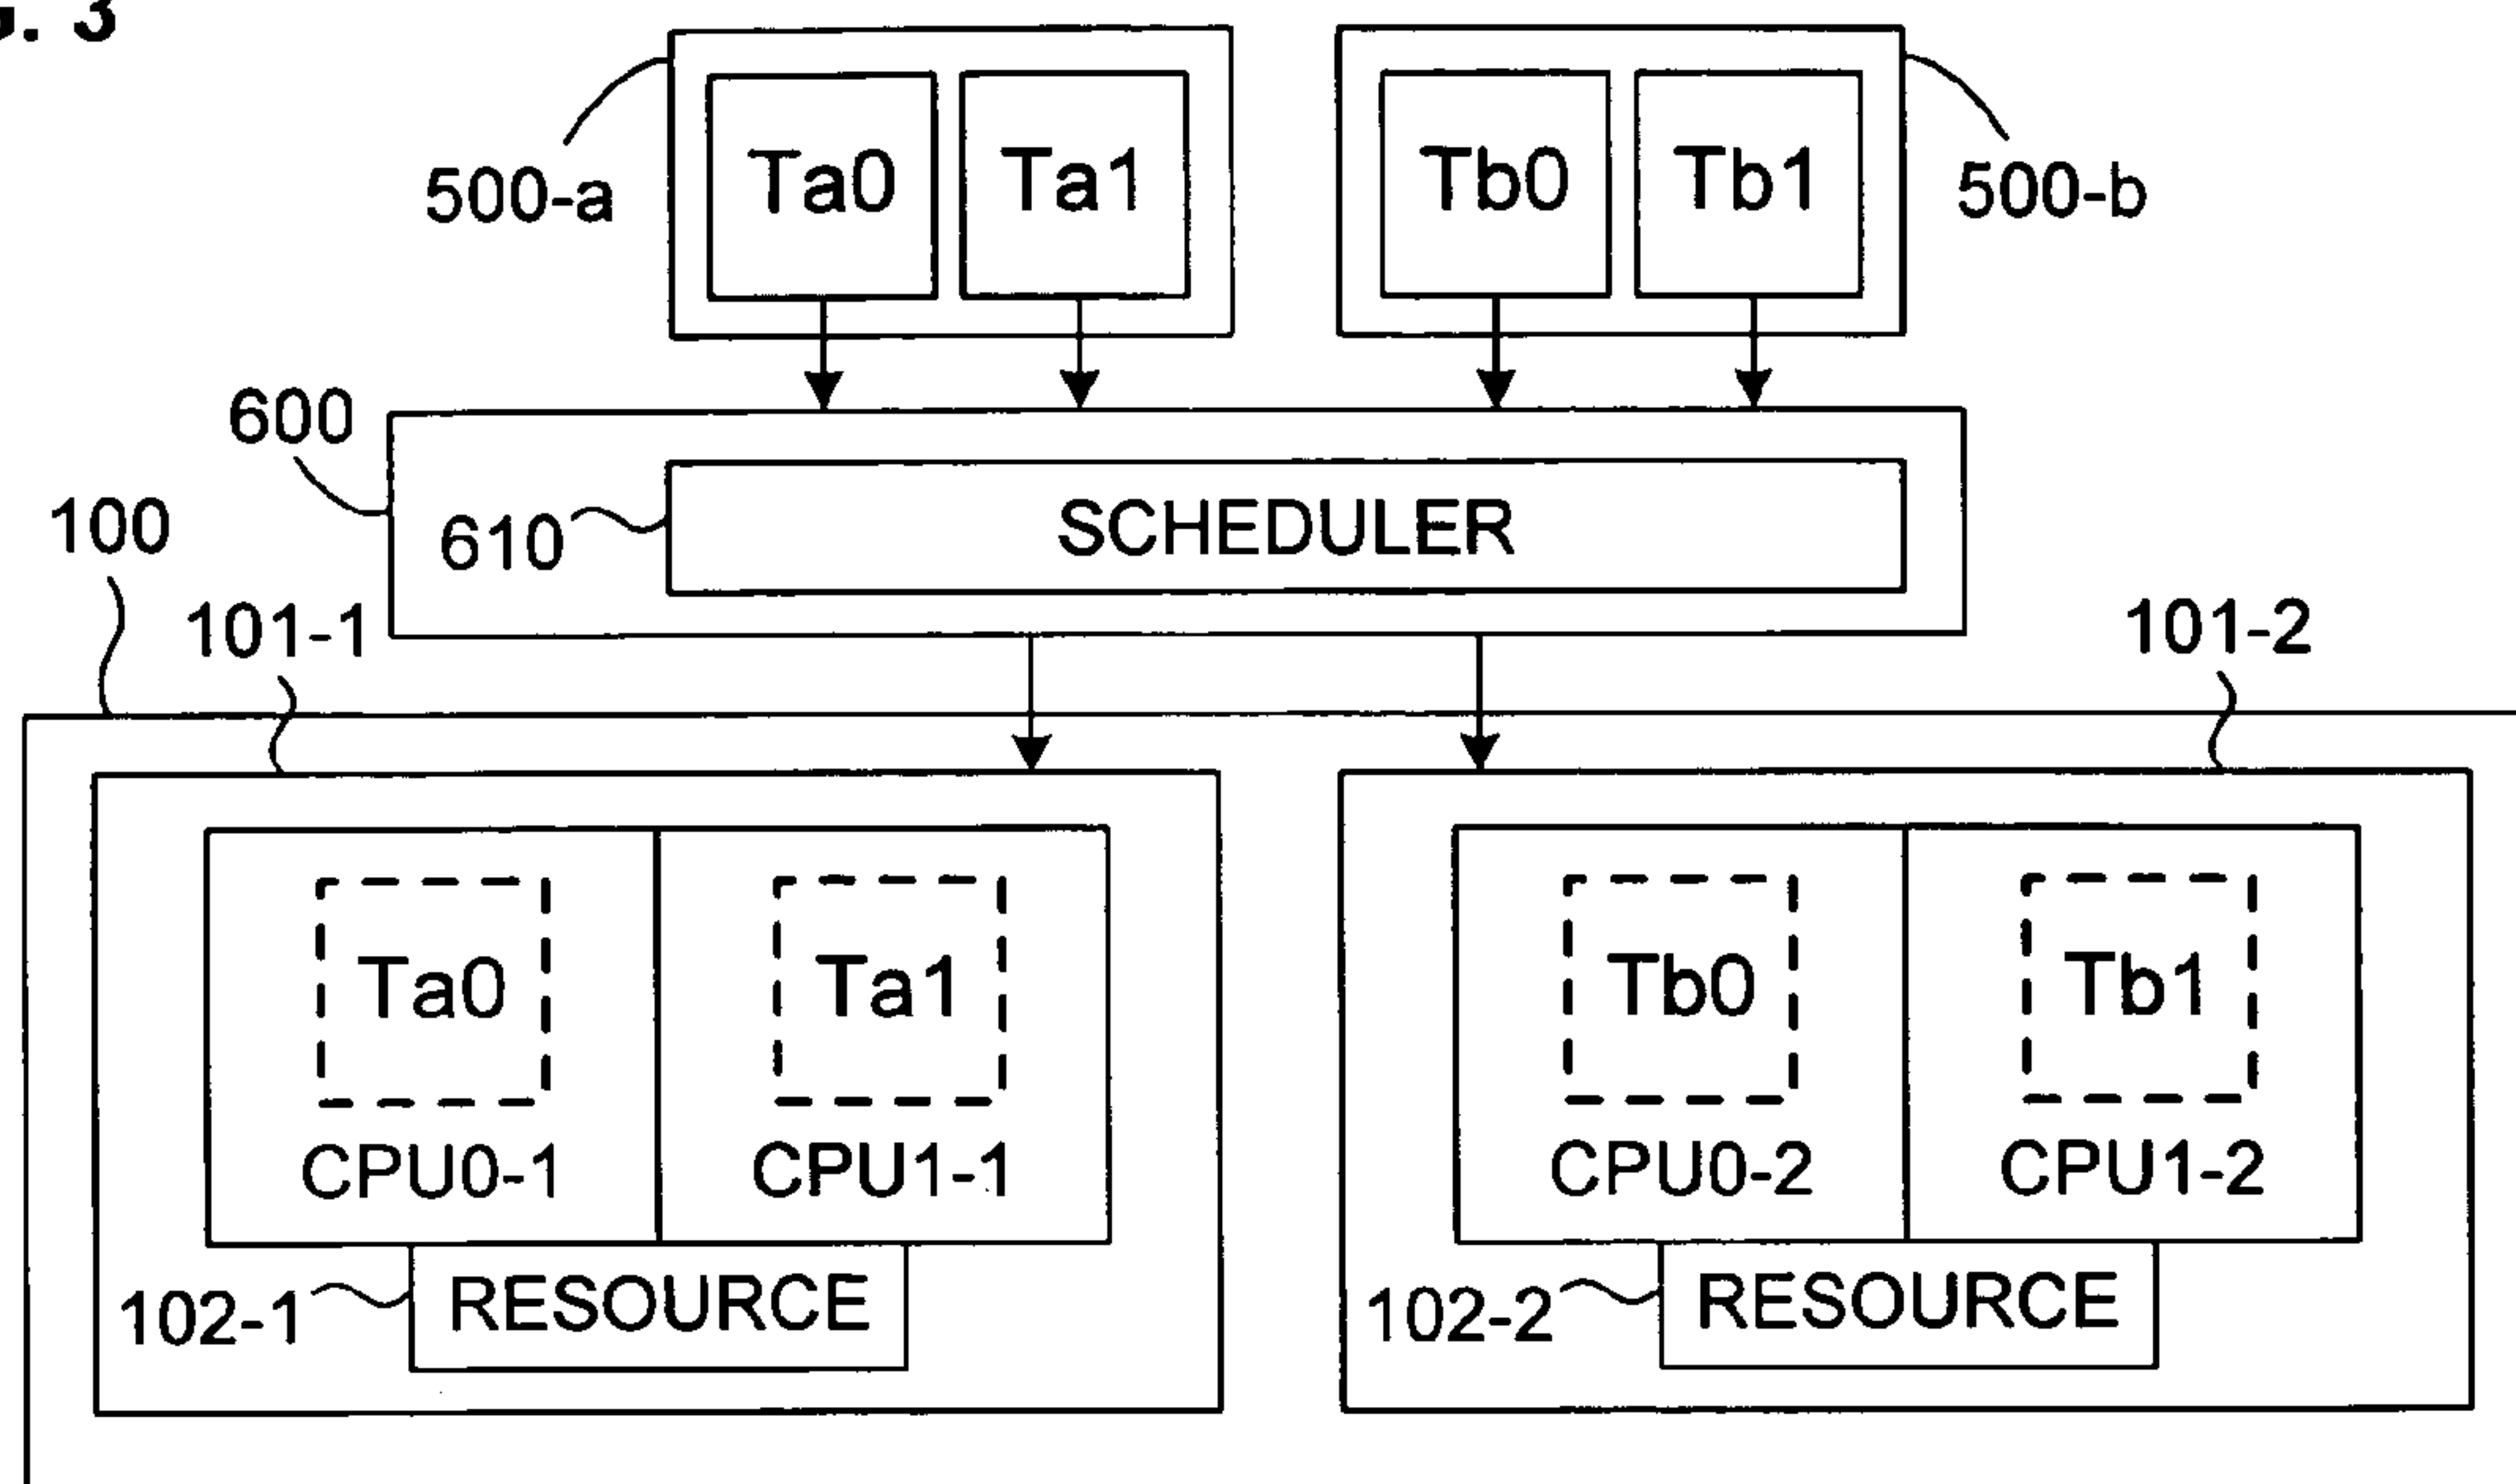 . 3
Ta0 Ta1 Tb0 Tb1
500-a 500-b
600
SCHEDULER
100 610
101-1 101-2
Ta0 Ta1 Tb0 Tb1
CPU0-1 CPU1-1 CPU0-2 CPU1-2
102-1 RESOURCE 102-2 RESOURCE